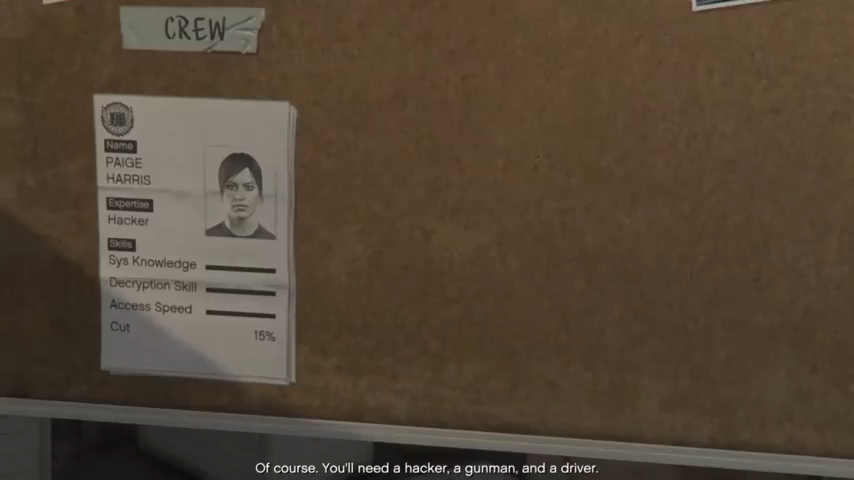 CREW
FIB
Name
PAIGE
HARRIS
Expertise
Hacker
Skills
Sys Knowledge
Decryption Skill
Access Speed
Cut 15%
Of course. You'll need a hacker, a gunman, and a driver.